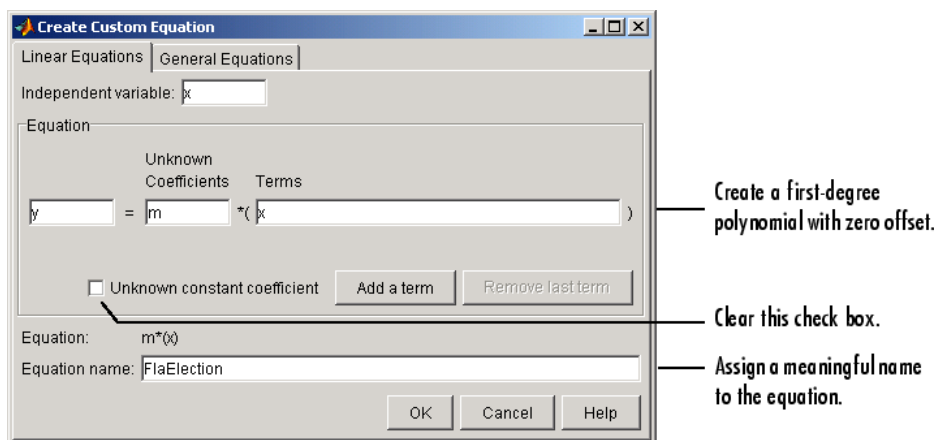 Create Custom Equation
Linear Equations General Equations
Independent variable: x
Equation
Unknown
Coefficients Terms
y = m *( x )
Unknown constant coefficient Add a term Remove last term
Equation: m*(x)
Equation name: FlaElection
OK Cancel Help
Create a first-degree
polynomial with zero offset.
Clear this check box.
Assign a meaningful name
to the equation.